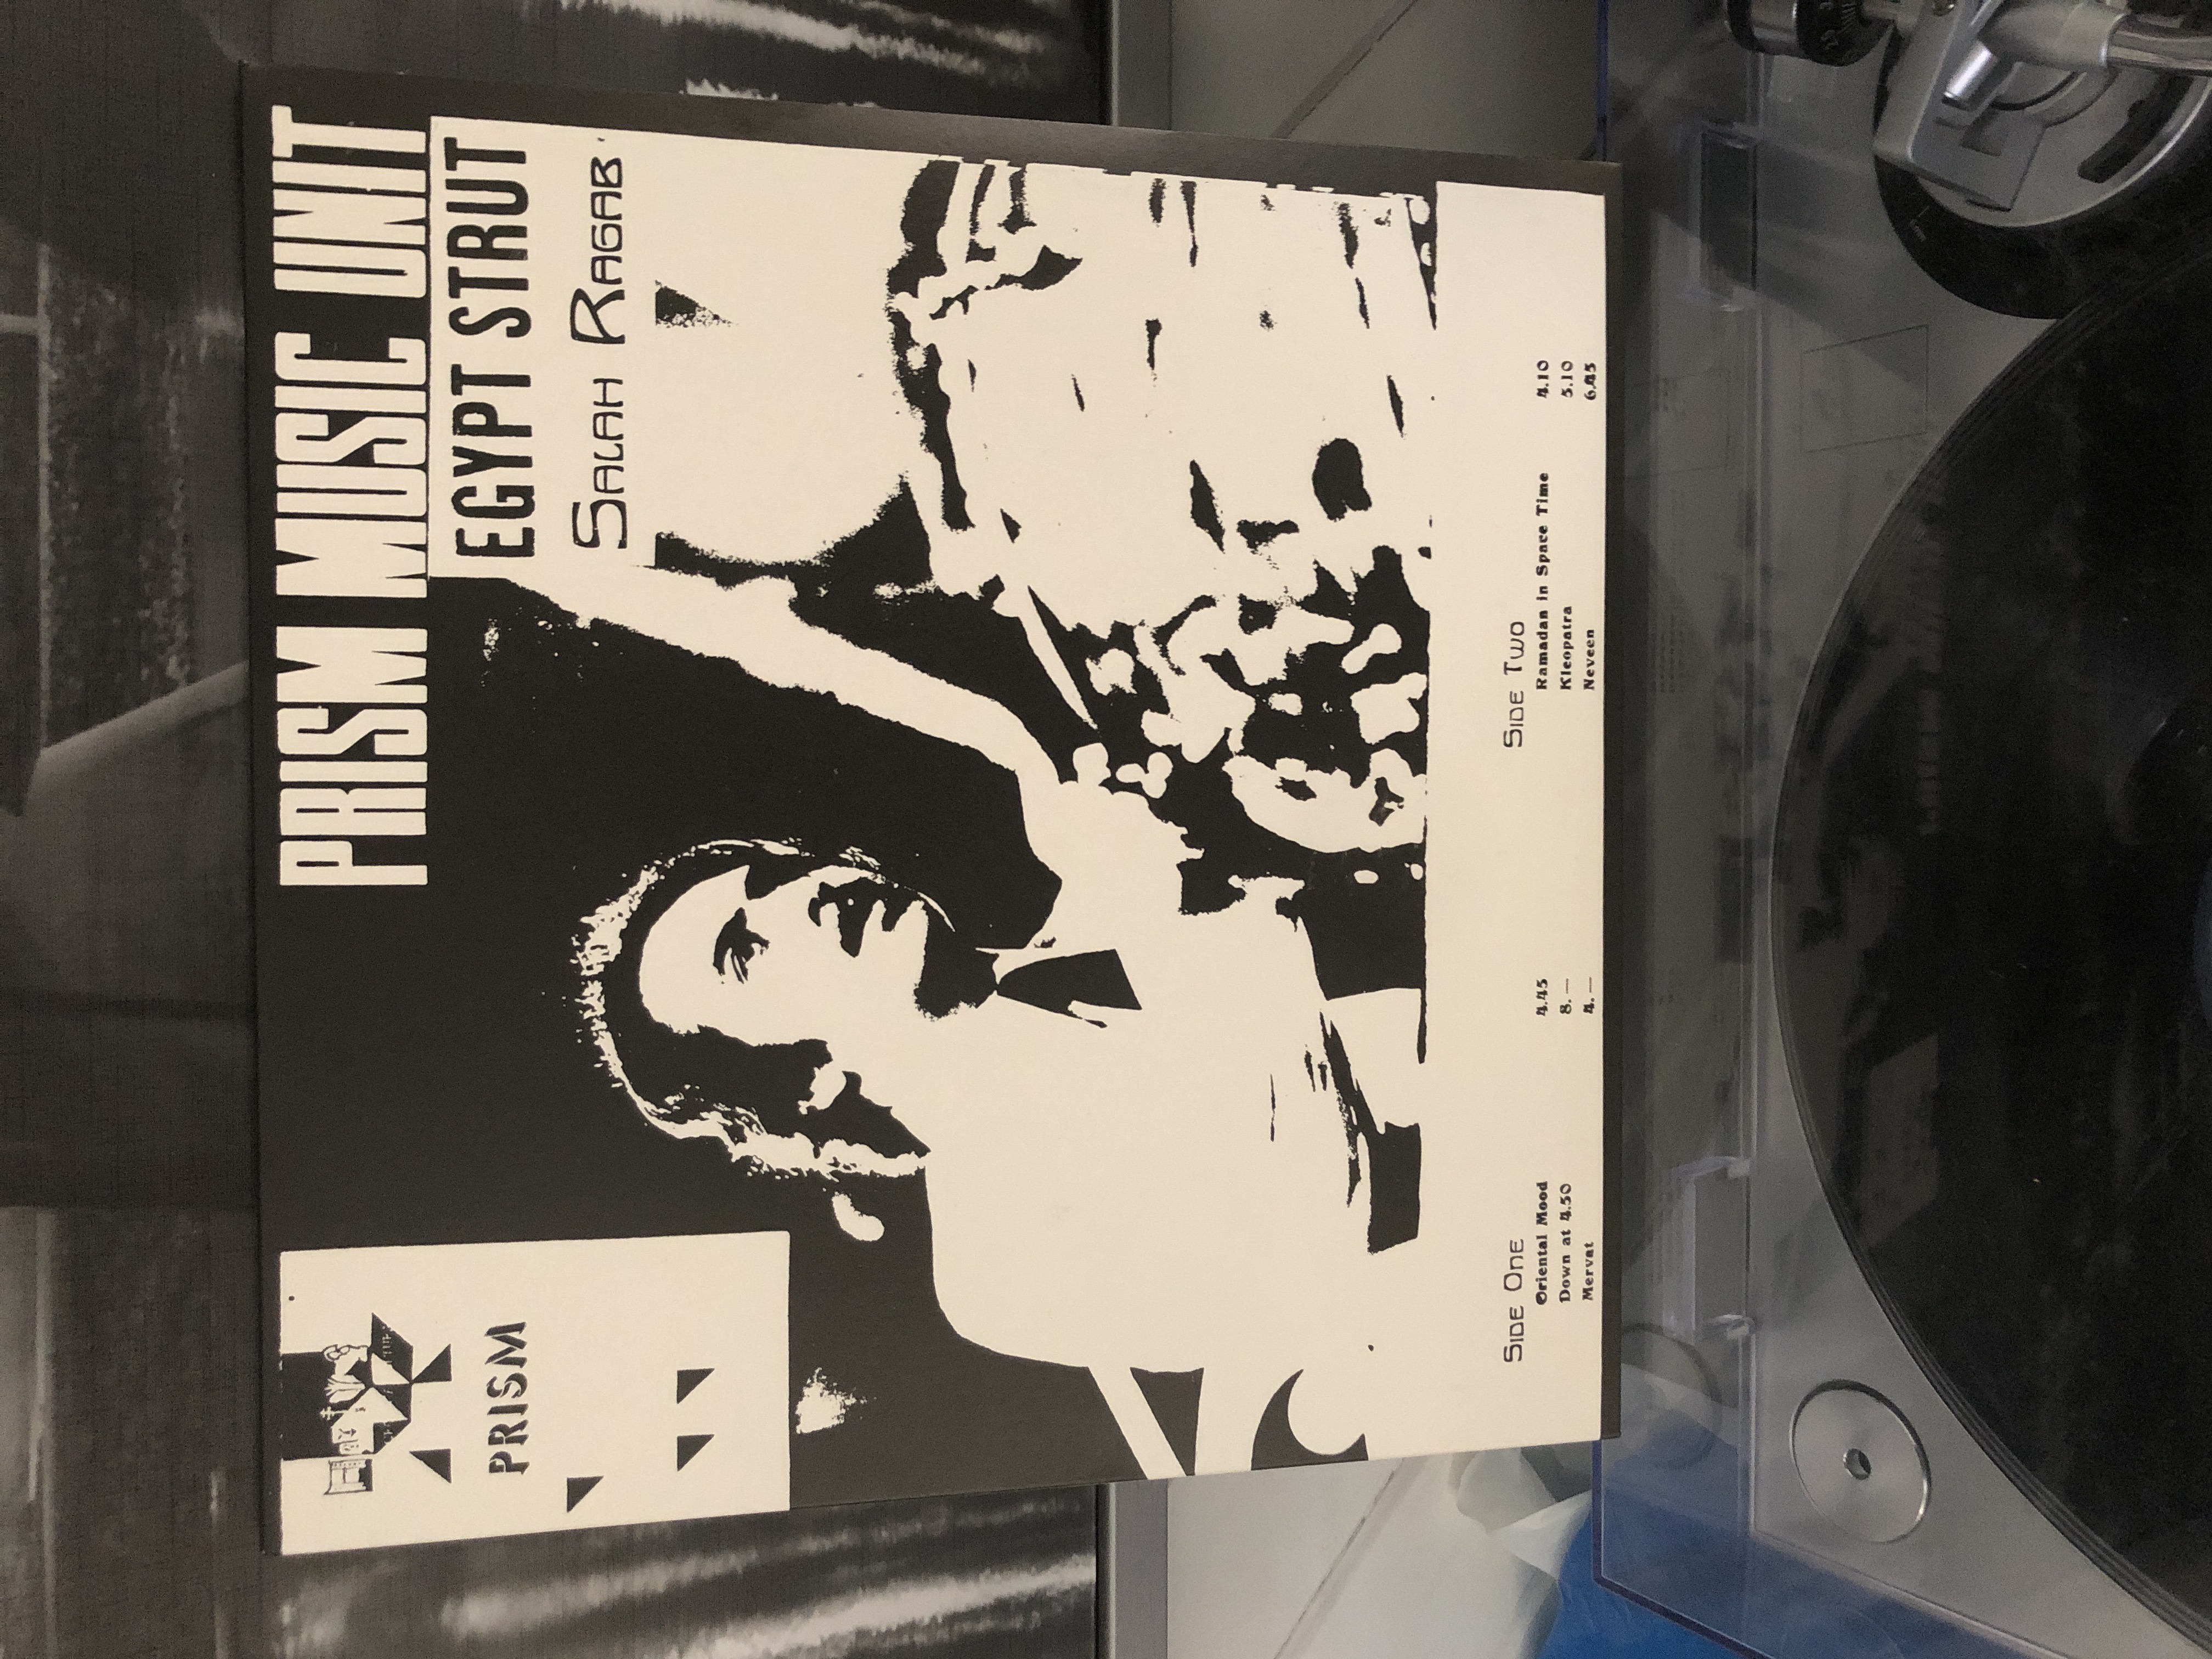 PRISM MUSIC UNIT
EGYPT STRUT
SALAH RAGAB
PRISM
SIDE ONE
Oriental Mood 4.45
Down at 4.50 8.—
Mervat 4.—
SIDE TWO
Ramadan in Space Time 4.10
Kleopatra 5.10
Neveen 6.45